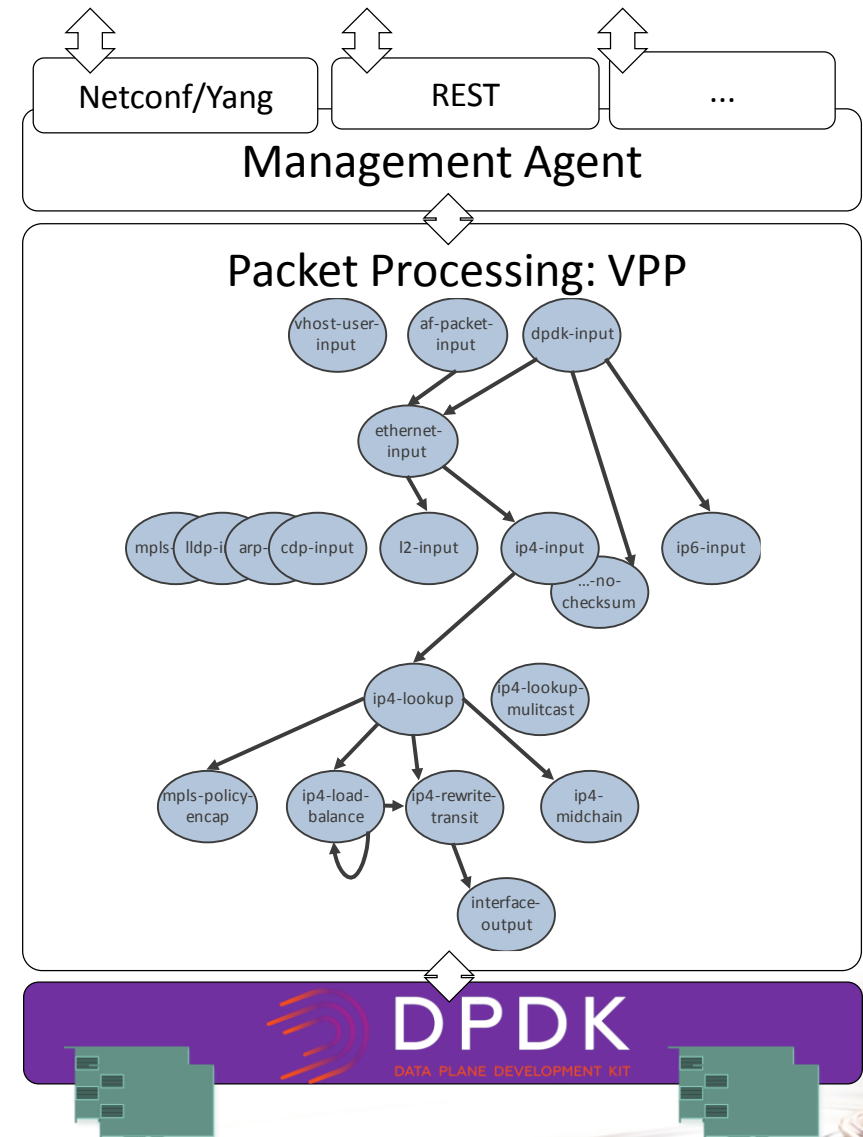 Netconf/Yang
REST
...
Management Agent
Packet Processing: VPP
vhost-user-
input
af-packet-
input
dpdk-input
ethernet-
input
mpls-
lldp-i
arp-
cdp-input
l2-input
ip4-input
ip6-input
...-no-
checksum
ip4-lookup
ip4-lookup-
mulitcast
mpls-policy-
encap
ip4-load-
balance
ip4-rewrite-
transit
ip4-
midchain
interface-
output
DPDK
DATA PLANE DEVELOPMENT KIT